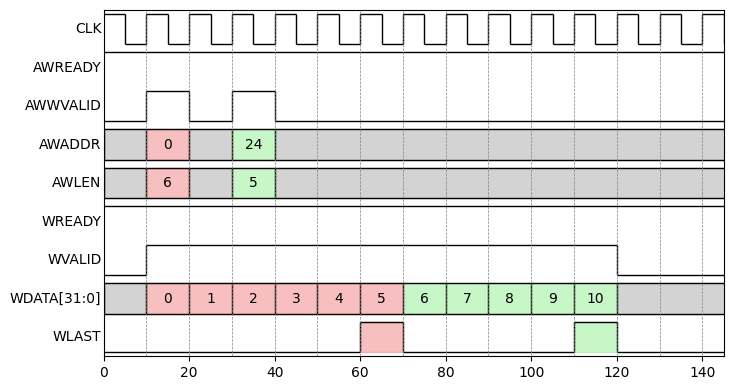 CLK
AWREADY
AWWVALID
AWADDR 0 24
AWLEN 6 5
WREADY
WVALID
WDATA[31:0] 0 1 2 3 4 5 6 7 8 9 10
WLAST
0 20 40 60 80 100 120 140